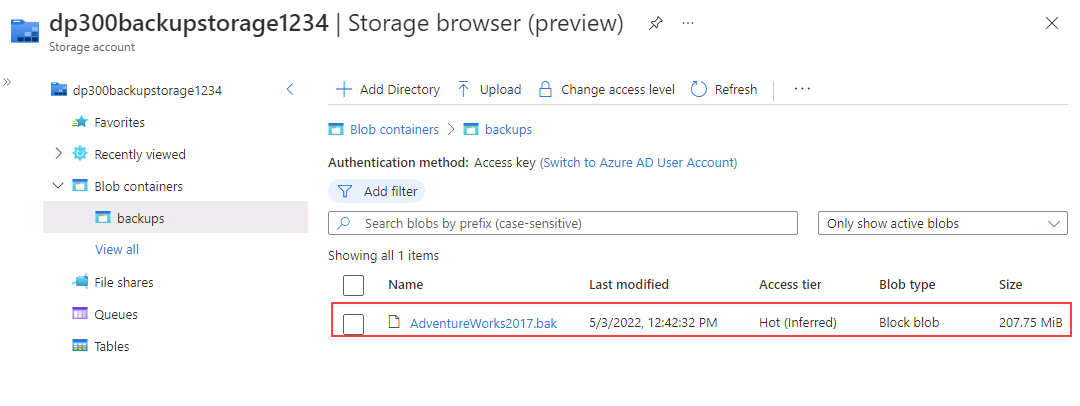 dp300backupstorage1234 | Storage browser (preview) ...
Storage account
»
dp300backupstorage1234
Favorites
Recently viewed
Blob containers
backups
View all
File shares
Queues
Tables
Add Directory Upload Change access level Refresh ...
Blob containers > backups
Authentication method: Access key (Switch to Azure AD User Account)
Add filter
Search blobs by prefix (case-sensitive) Only show active blobs
Showing all 1 items
Name Last modified Access tier Blob type Size
AdventureWorks2017.bak 5/3/2022, 12:42:32 PM Hot (Inferred) Block blob 207.75 MiB